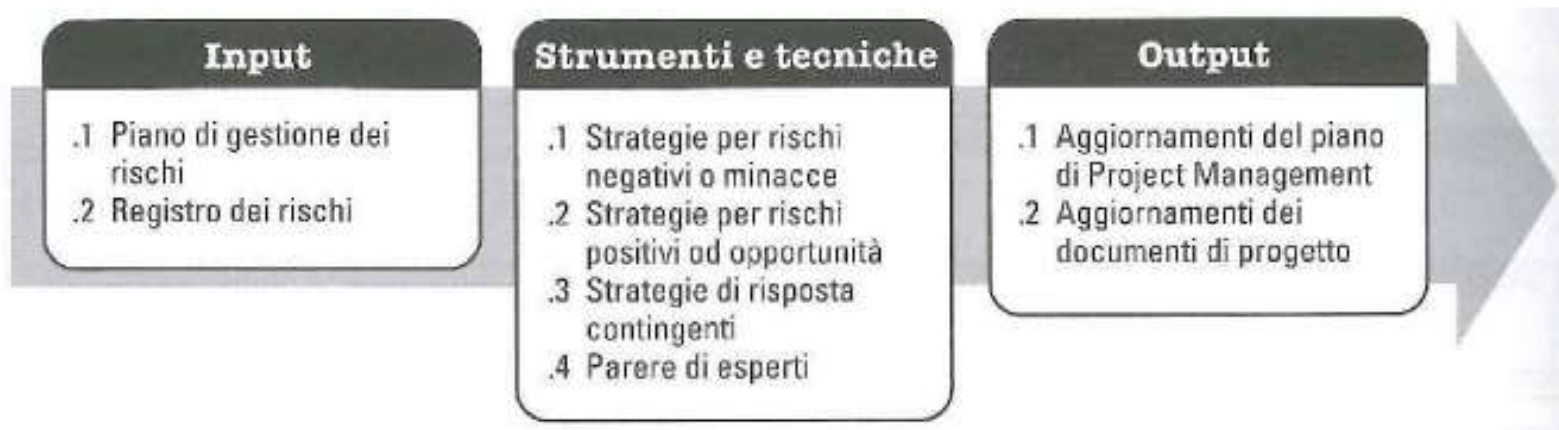 Input
.1 Piano di gestione dei
rischi
.2 Registro dei rischi
Strumenti e tecniche
.1 Strategie per rischi
negativi o minacce
.2 Strategie per rischi
positivi od opportunità
.3 Strategie di risposta
contingenti
.4 Parere di esperti
Output
.1 Aggiornamenti del piano
di Project Management
.2 Aggiornamenti dei
documenti di progetto